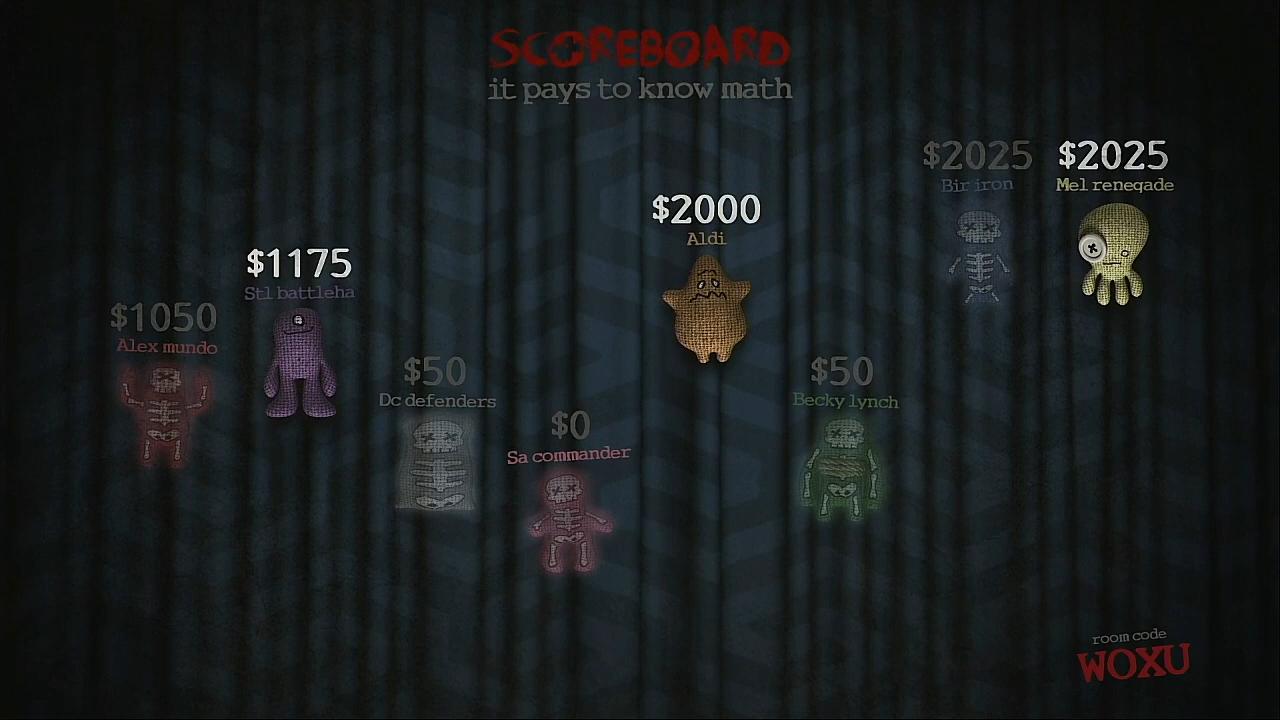 SCOREBOARD
it pays to know math
$1050
Alex mundo
$1175
Stl battleha
$50
Dc defenders
$0
Sa commander
$2000
Aldi
$50
Becky lynch
$2025
Bir iron
$2025
Mel reneqade
room code
WOXU